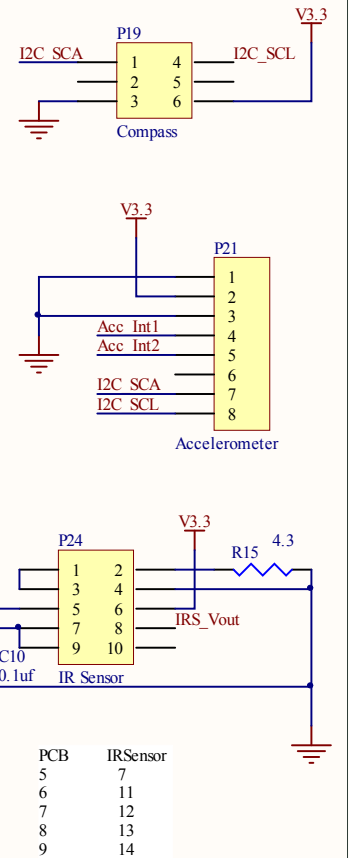 V3.3
P19
I2C_SCA 1 4 I2C_SCL
2 5
3 6
Compass
V3.3
P21
1
2
3
Acc_Int1 4
Acc_Int2 5
6
I2C_SCA 7
I2C_SCL 8
Accelerometer
V3.3
P24 R15 4.3
1 2
3 4
5 6
7 8 IRS_Vout
9 10
C10
0.1uf IR Sensor
PCB IRSensor
5 7
6 11
7 12
8 13
9 14